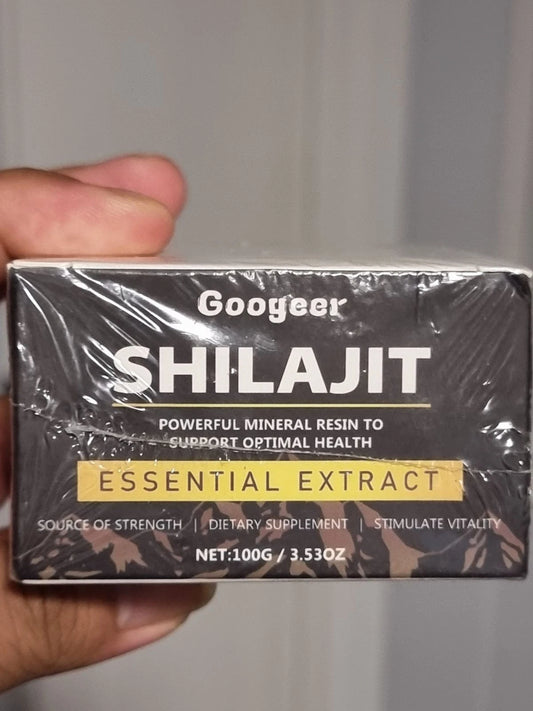 Googeer
SHILAJIT
POWERFUL MINERAL RESIN TO
SUPPORT OPTIMAL HEALTH
ESSENTIAL EXTRACT
SOURCE OF STRENGTH | DIETARY SUPPLEMENT | STIMULATE VITALITY
NET:100G / 3.53OZ